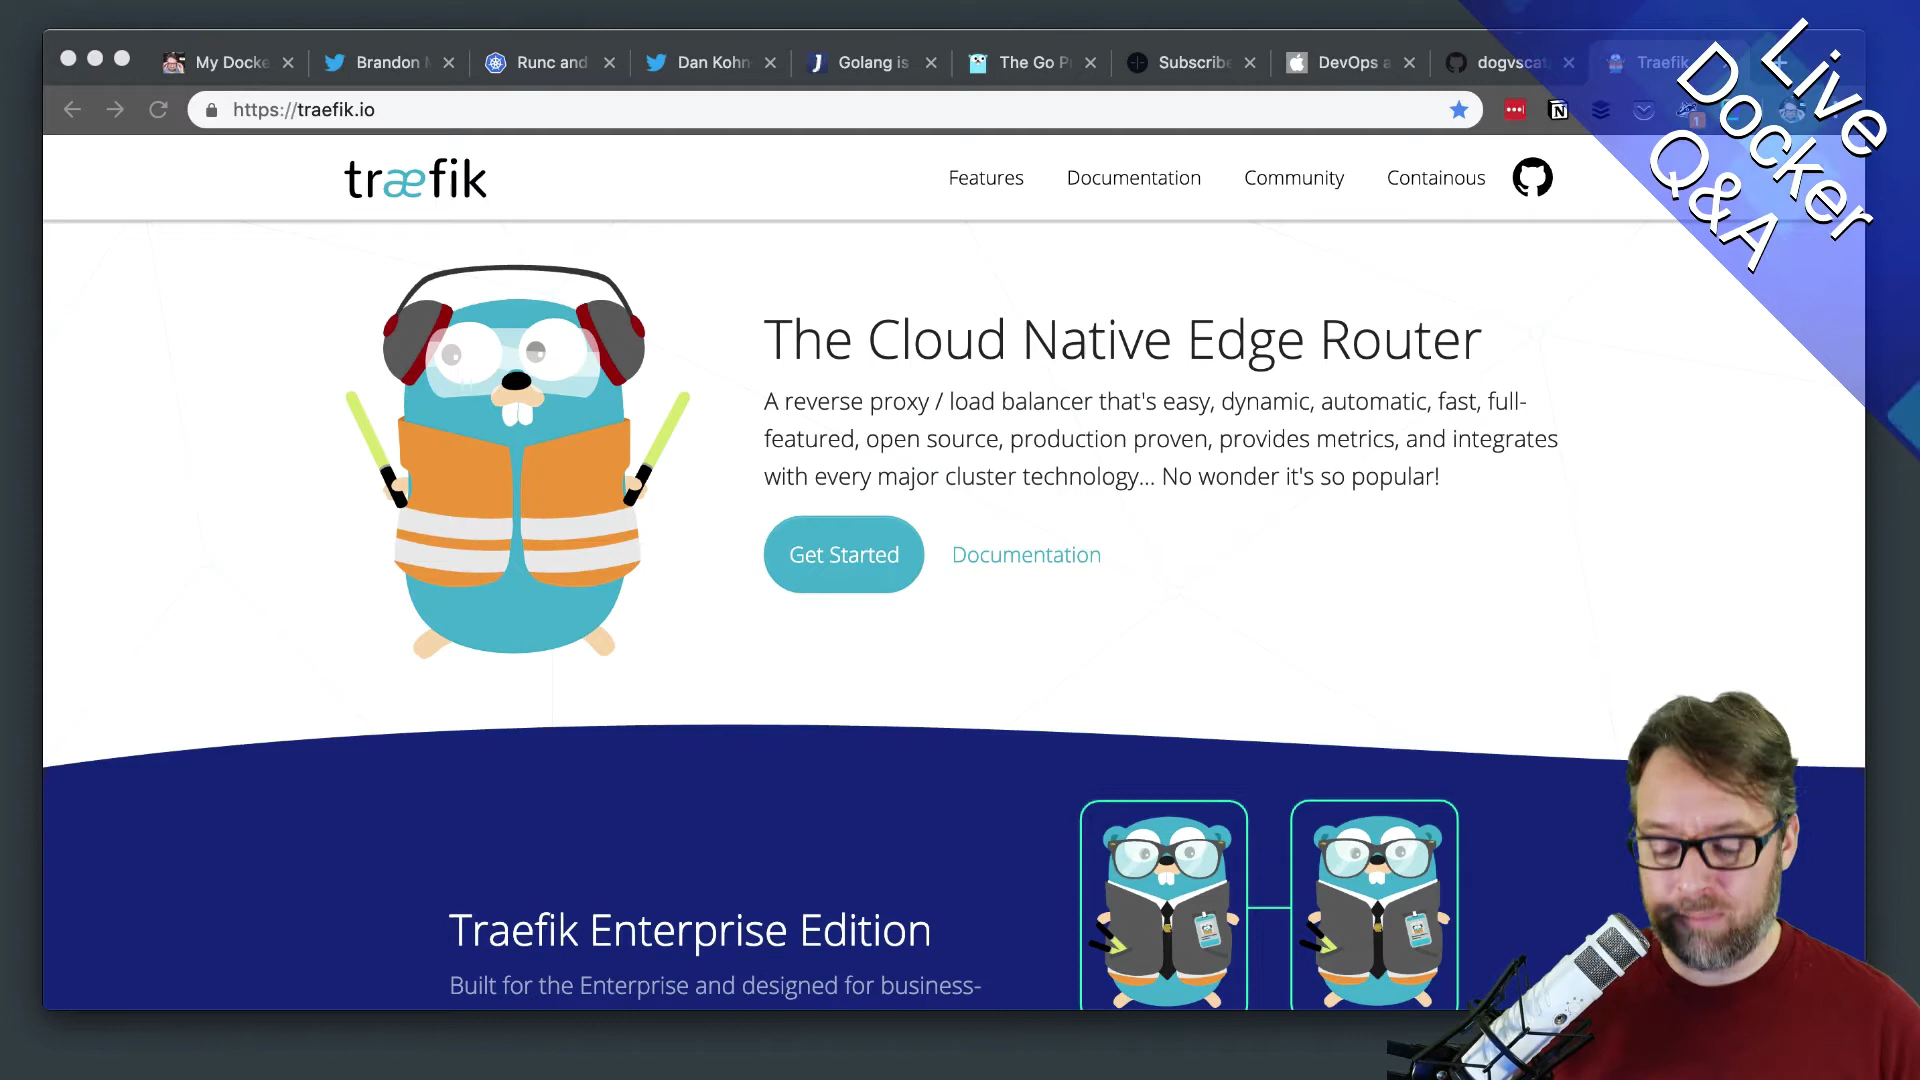 My Docke
Brandon
Runc and
Dan Kohn
Golang is
The Go P
Subscribe
DevOps a
dogvscat
Traefik
https://traefik.io
Live
Docker
Q&A
træfik
Features
Documentation
Community
Containous
The Cloud Native Edge Router
A reverse proxy / load balancer that's easy, dynamic, automatic, fast, full-
featured, open source, production proven, provides metrics, and integrates
with every major cluster technology... No wonder it's so popular!
Get Started
Documentation
Traefik Enterprise Edition
Built for the Enterprise and designed for business-